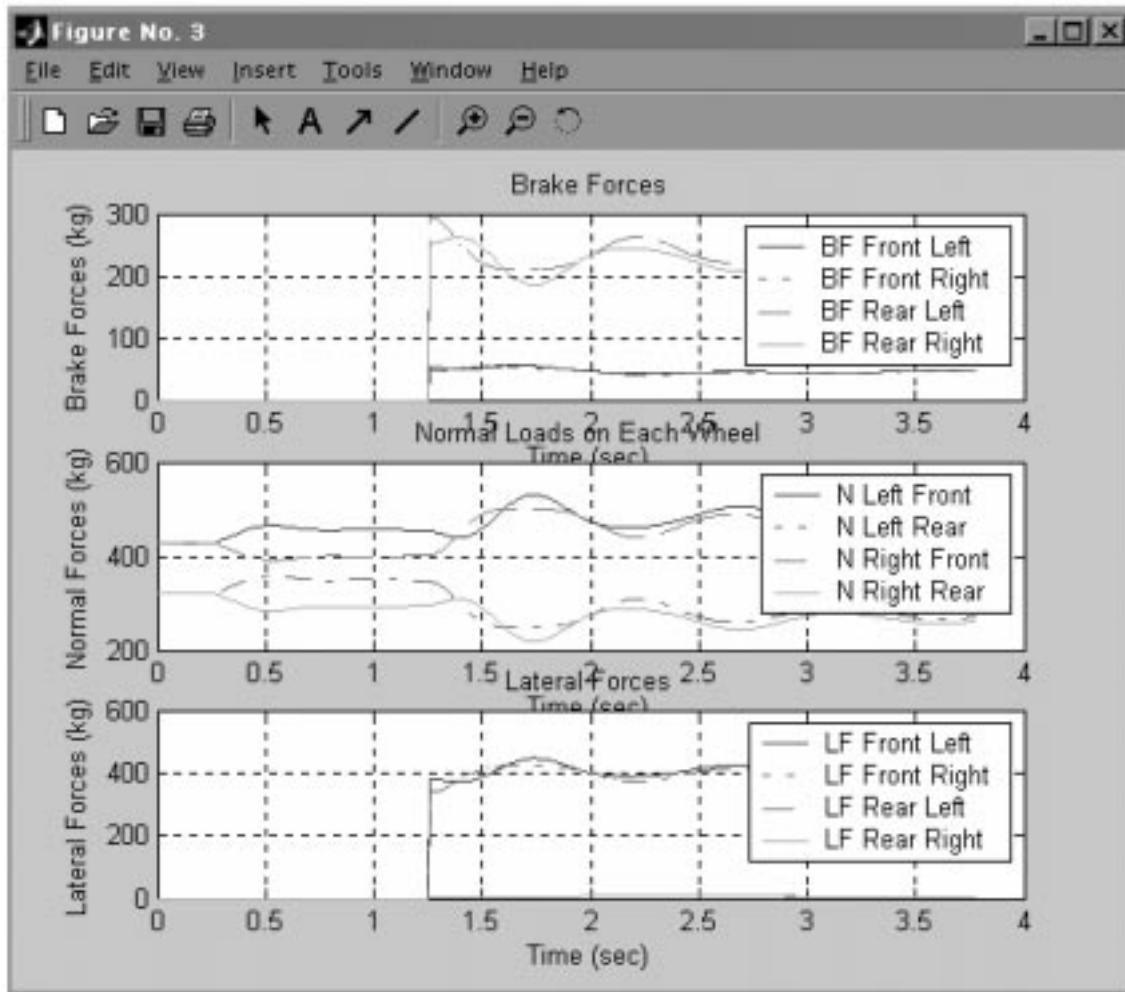 Figure No. 3
File Edit View Insert Tools Window Help
A
Brake Forces
Brake Forces (kg)
300
200
100
0
0 0.5 1 1.5 2 2.5 3 3.5 4
BF Front Left
BF Front Right
BF Rear Left
BF Rear Right
Time (sec)
Normal Loads on Each Wheel
Normal Forces (kg)
600
400
200
0 0.5 1 1.5 2 2.5 3 3.5 4
N Left Front
N Left Rear
N Right Front
N Right Rear
Time (sec)
Lateral Forces
Lateral Forces (kg)
600
400
200
0
0 0.5 1 1.5 2 2.5 3 3.5 4
LF Front Left
LF Front Right
LF Rear Left
LF Rear Right
Time (sec)